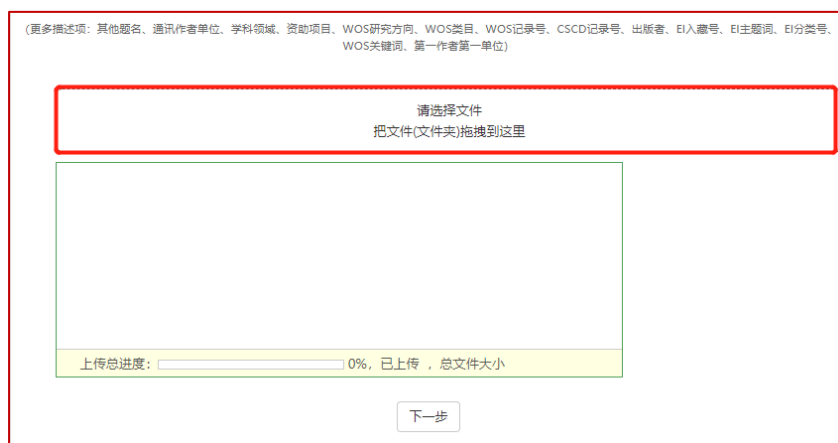 (更多描述项：其他题名、通讯作者单位、学科领域、资助项目、WOS研究方向、WOS类目、WOS记录号、CSCD记录号、出版者、EI入藏号、EI主题词、EI分类号、
WOS关键词、第一作者第一单位)
请选择文件
把文件(文件夹)拖拽到这里
上传总进度： 0%，已上传 ，总文件大小
下一步